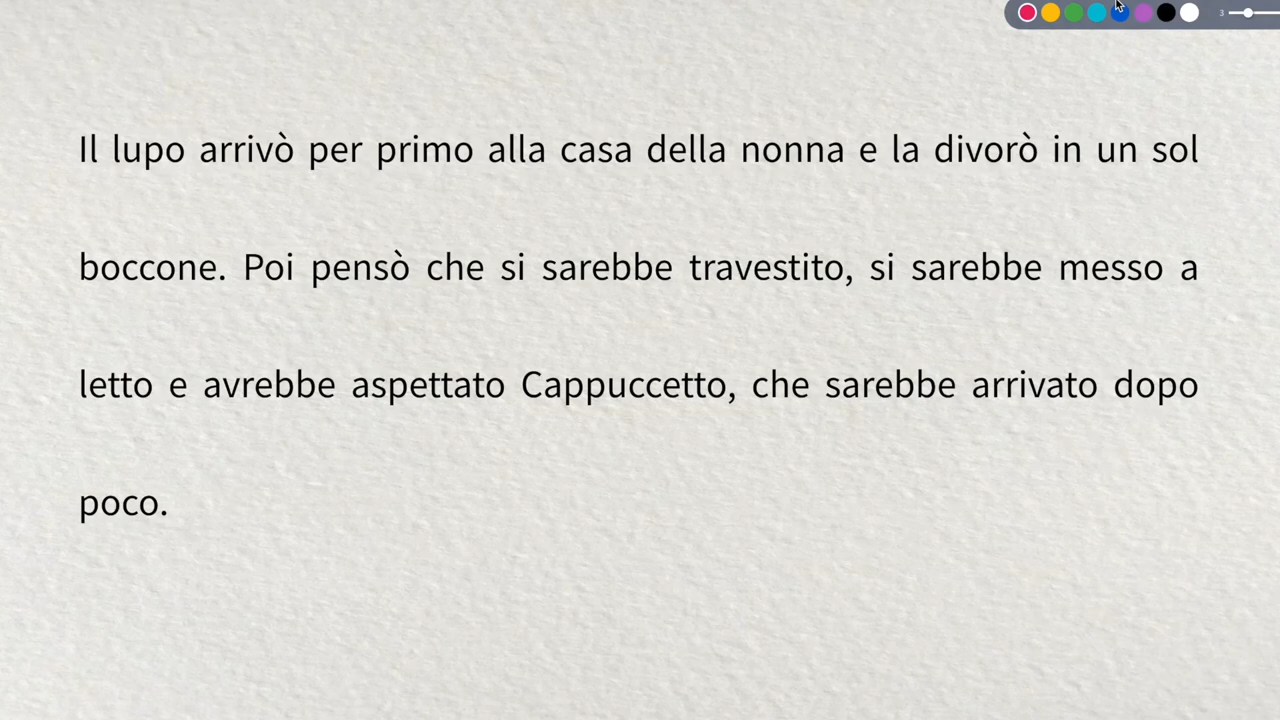 3
Il lupo arrivò per primo alla casa della nonna e la divorò in un sol
boccone. Poi pensò che si sarebbe travestito, si sarebbe messo a
letto e avrebbe aspettato Cappuccetto, che sarebbe arrivato dopo
poco.